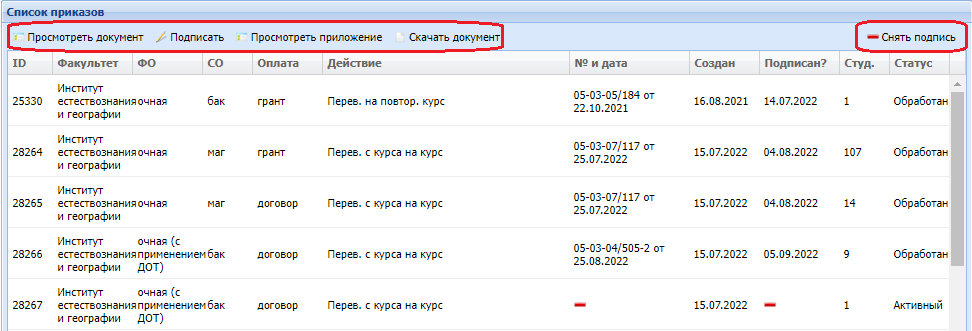 Список приказов
Просмотреть документ Подписать Просмотреть приложение Скачать документ Снять подпись
ID Факультет ФО СО Оплата Действие № и дата Создан Подписан? Студ. Статус
25330 Институт естествознания и географии очная бак грант Перев. на повтор. курс 05-03-05/184 от 22.10.2021 16.08.2021 14.07.2022 1 Обработан
28264 Институт естествознания и географии очная маг грант Перев. с курса на курс 05-03-07/117 от 25.07.2022 15.07.2022 04.08.2022 107 Обработан
28265 Институт естествознания и географии очная маг договор Перев. с курса на курс 05-03-07/117 от 25.07.2022 15.07.2022 04.08.2022 14 Обработан
28266 Институт естествознания и географии очная (с применением ДОТ) бак договор Перев. с курса на курс 05-03-04/505-2 от 25.08.2022 15.07.2022 05.09.2022 9 Обработан
28267 Институт естествознания и географии очная (с применением ДОТ) бак договор Перев. с курса на курс 15.07.2022 1 Активный